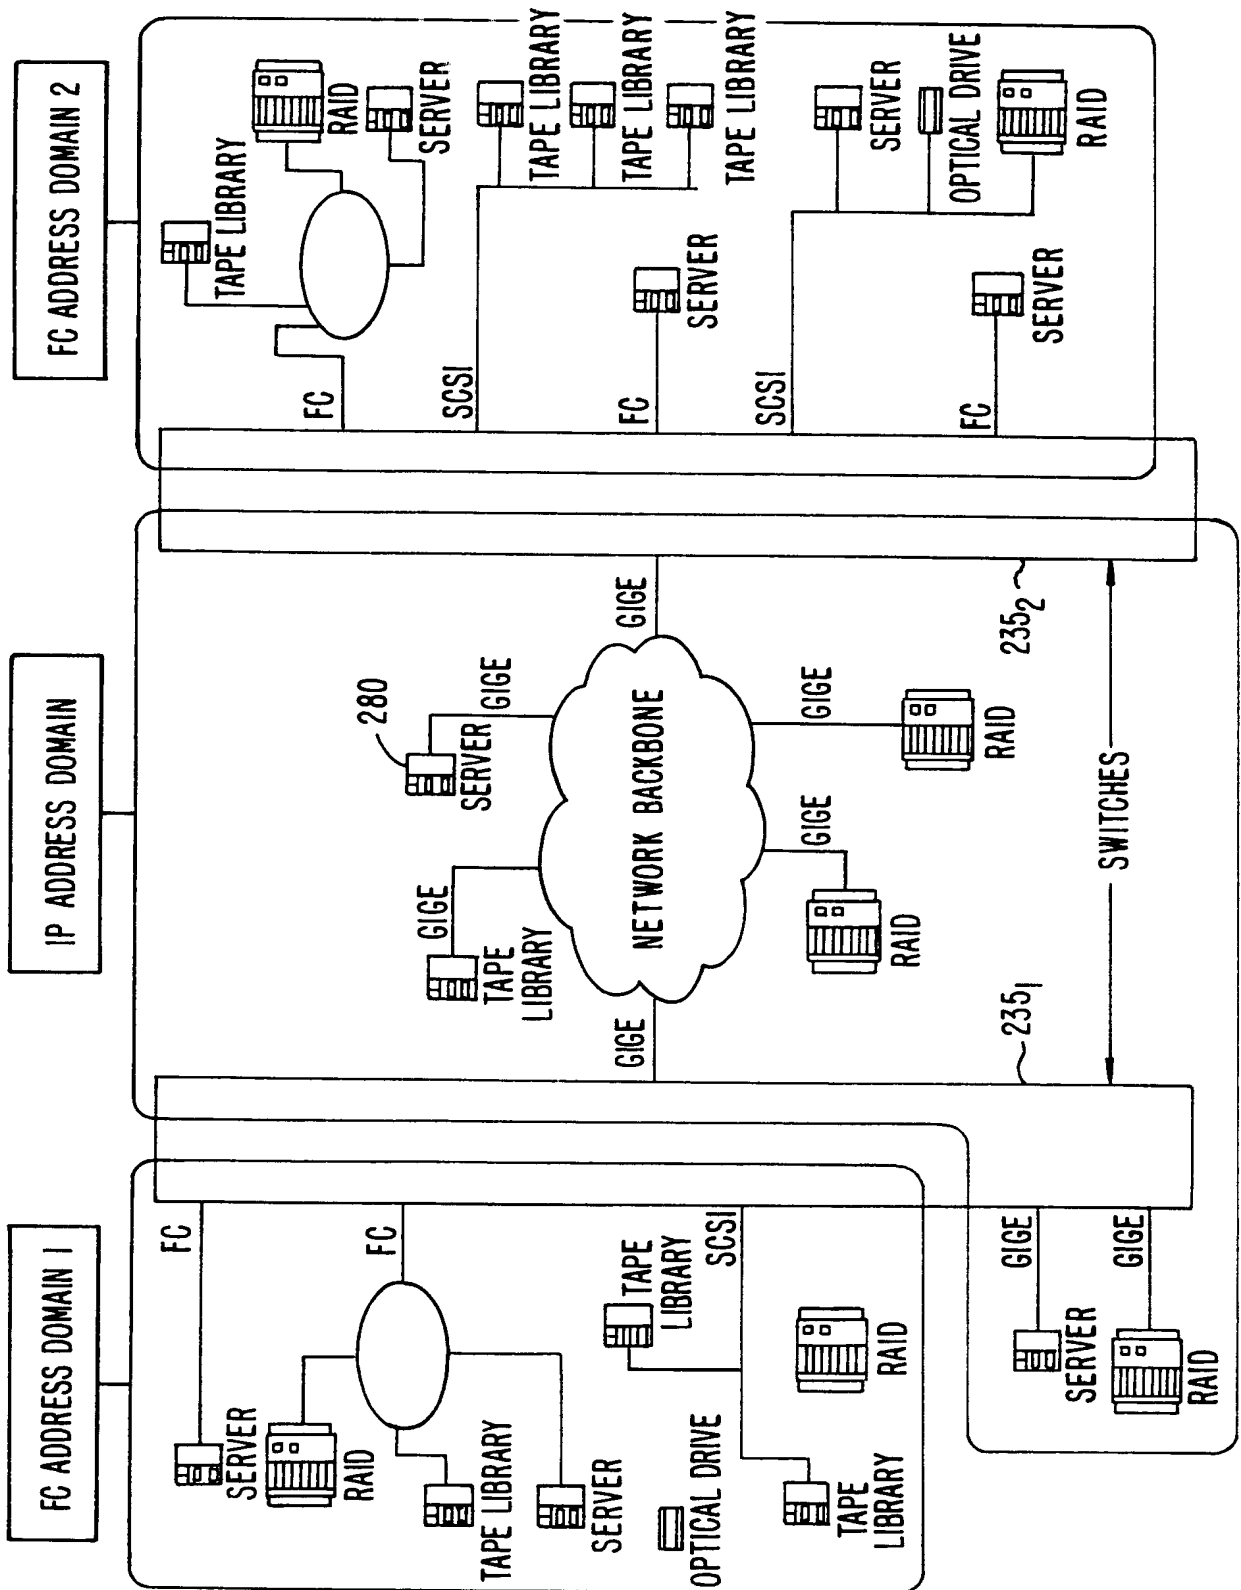 FC ADDRESS DOMAIN 1
IP ADDRESS DOMAIN
FC ADDRESS DOMAIN 2
FC
SERVER
RAID
FC
TAPE LIBRARY
SERVER
OPTICAL DRIVE
TAPE
LIBRARY
SCSI
TAPE
LIBRARY
RAID
GIGE
SERVER
GIGE
RAID
GIGE
TAPE
LIBRARY
GIGE
280
SERVER
GIGE
NETWORK BACKBONE
GIGE
GIGE
RAID
GIGE
RAID
235₁
235₂
SWITCHES
FC
TAPE LIBRARY
RAID
SERVER
SCSI
TAPE LIBRARY
TAPE LIBRARY
TAPE LIBRARY
FC
SERVER
SCSI
SERVER
OPTICAL DRIVE
RAID
FC
SERVER